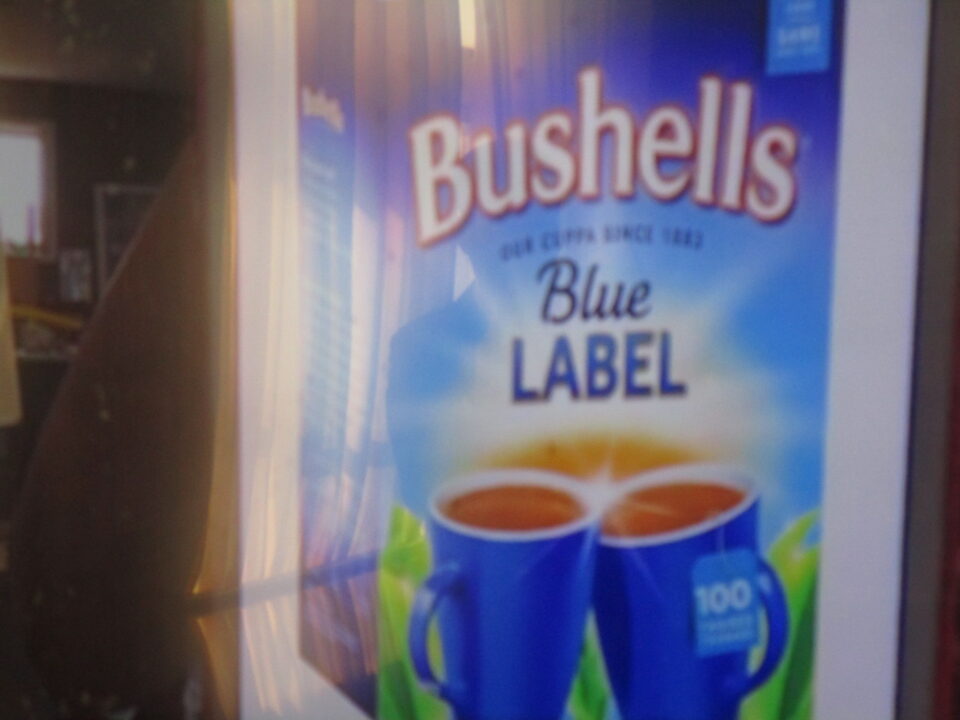 Bushells
OUR CUPPA SINCE 1883
Blue
LABEL
100